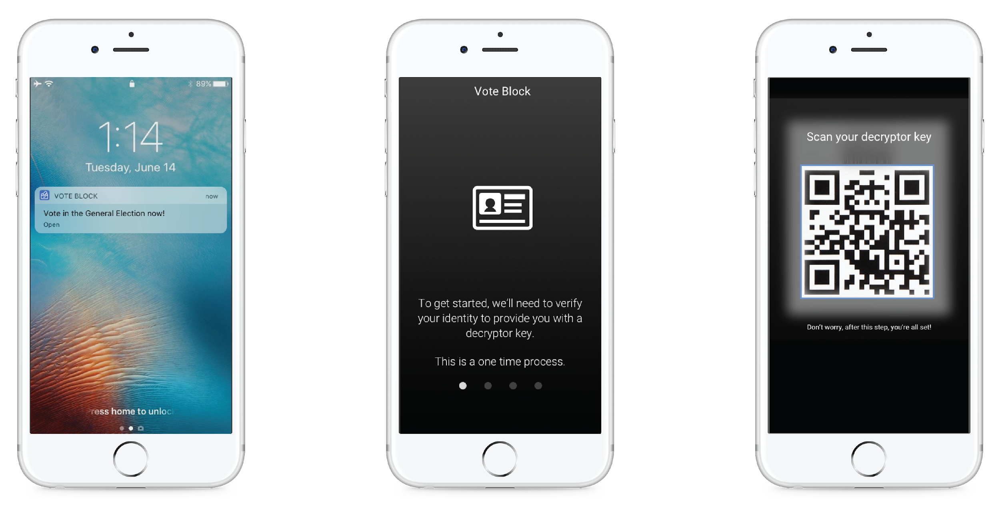 89%
1:14
Tuesday, June 14
VOTE BLOCK now
Vote in the General Election now!
Open
ress home to unloc
Vote Block
To get started, we'll need to verify
your identity to provide you with a
decryptor key.
This is a one time process.
Scan your decryptor key
Don't worry, after this step, you're all set!